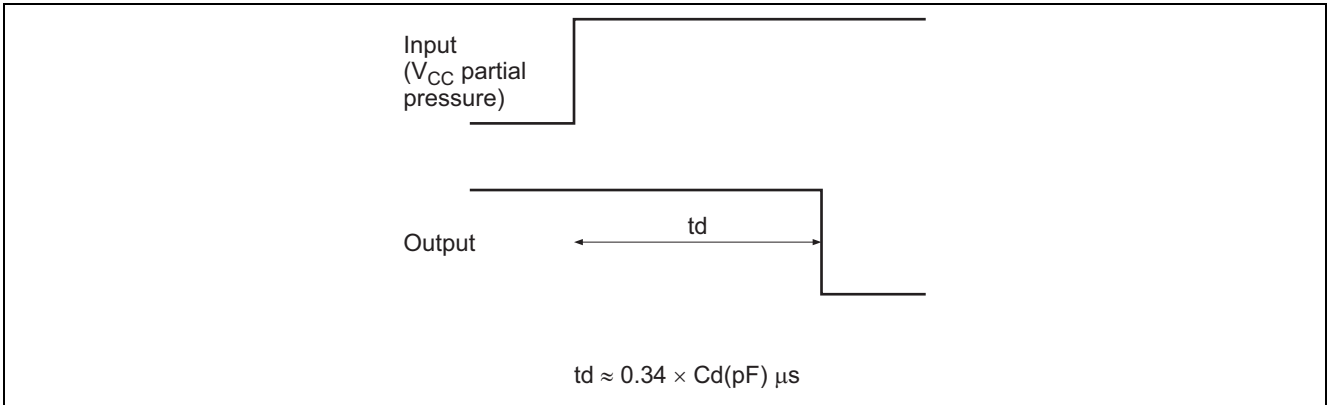 Input
(VCC partial
pressure)
td
Output
td ≈ 0.34 × Cd(pF) μs